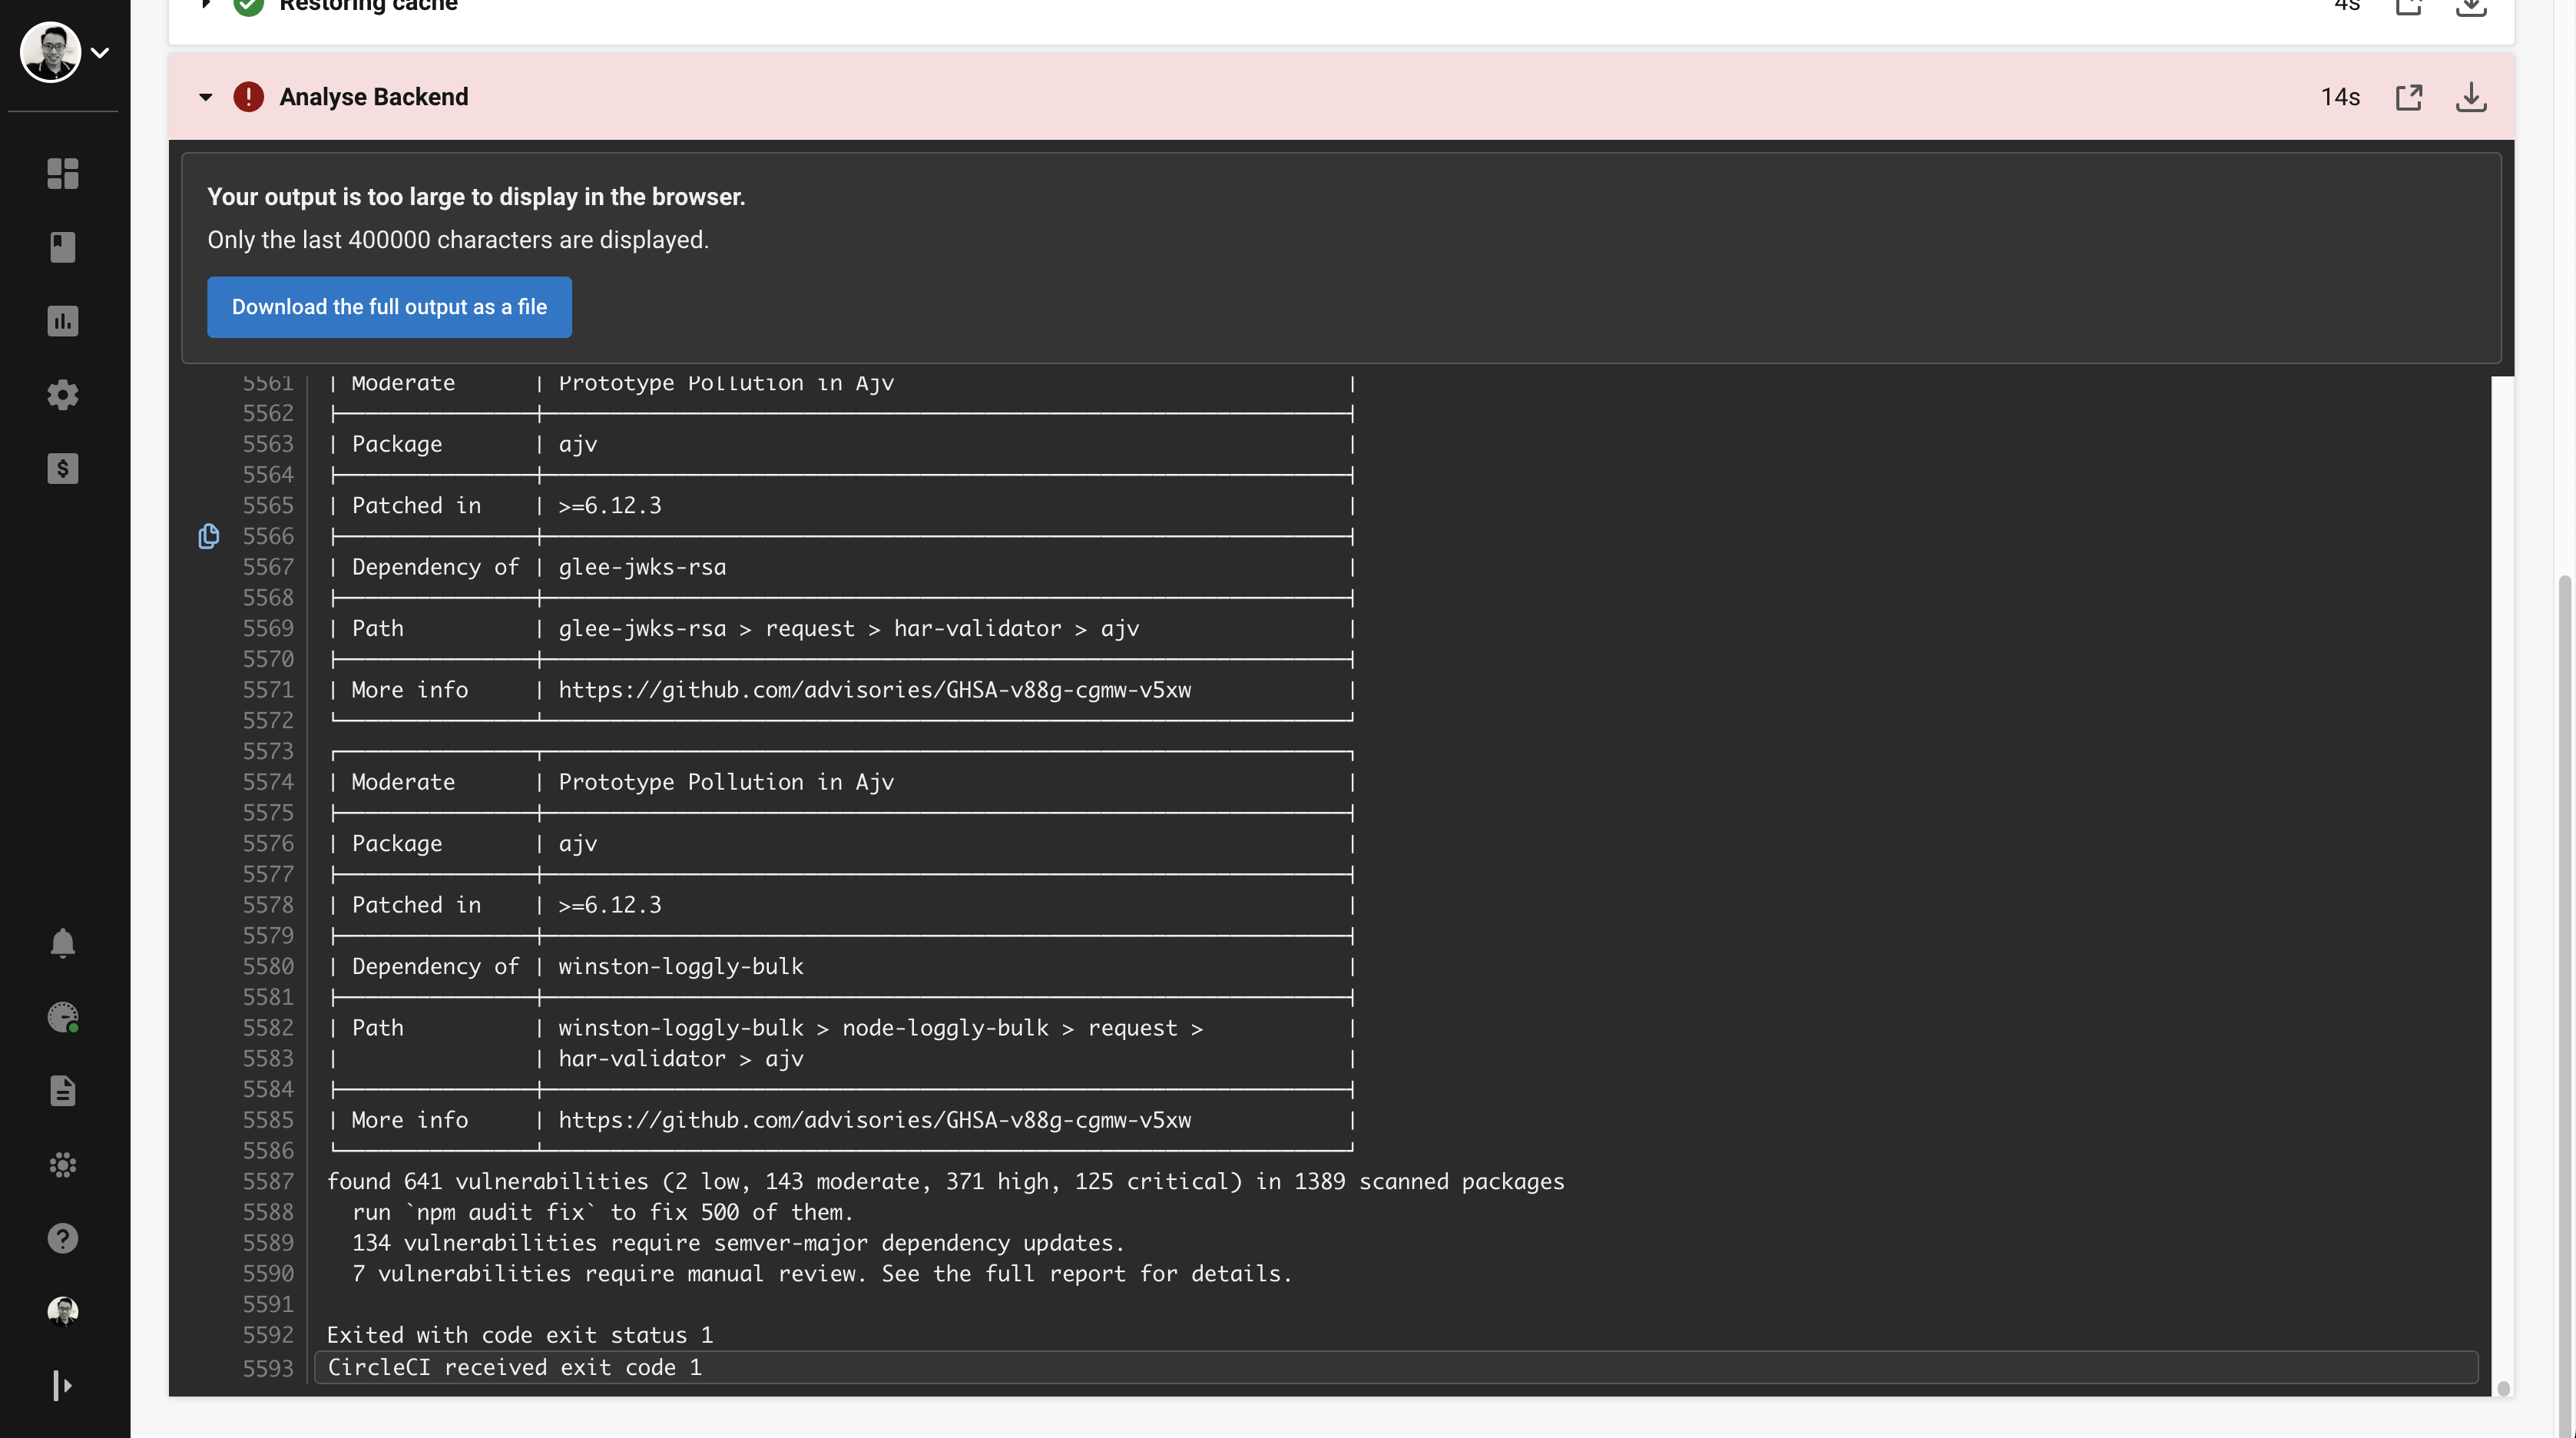 Restoring cache 4s
Analyse Backend 14s
Your output is too large to display in the browser.
Only the last 400000 characters are displayed.
Download the full output as a file
5561 | Moderate | Prototype Pollution in Ajv |
5562
5563 | Package | ajv |
5564
5565 | Patched in | >=6.12.3 |
5566
5567 | Dependency of | glee-jwks-rsa |
5568
5569 | Path | glee-jwks-rsa > request > har-validator > ajv |
5570
5571 | More info | https://github.com/advisories/GHSA-v88g-cgmw-v5xw |
5572
5573
5574 | Moderate | Prototype Pollution in Ajv |
5575
5576 | Package | ajv |
5577
5578 | Patched in | >=6.12.3 |
5579
5580 | Dependency of | winston-loggly-bulk |
5581
5582 | Path | winston-loggly-bulk > node-loggly-bulk > request > |
5583 | | har-validator > ajv |
5584
5585 | More info | https://github.com/advisories/GHSA-v88g-cgmw-v5xw |
5586
5587 found 641 vulnerabilities (2 low, 143 moderate, 371 high, 125 critical) in 1389 scanned packages
5588 run `npm audit fix` to fix 500 of them.
5589 134 vulnerabilities require semver-major dependency updates.
5590 7 vulnerabilities require manual review. See the full report for details.
5591
5592 Exited with code exit status 1
5593 CircleCI received exit code 1